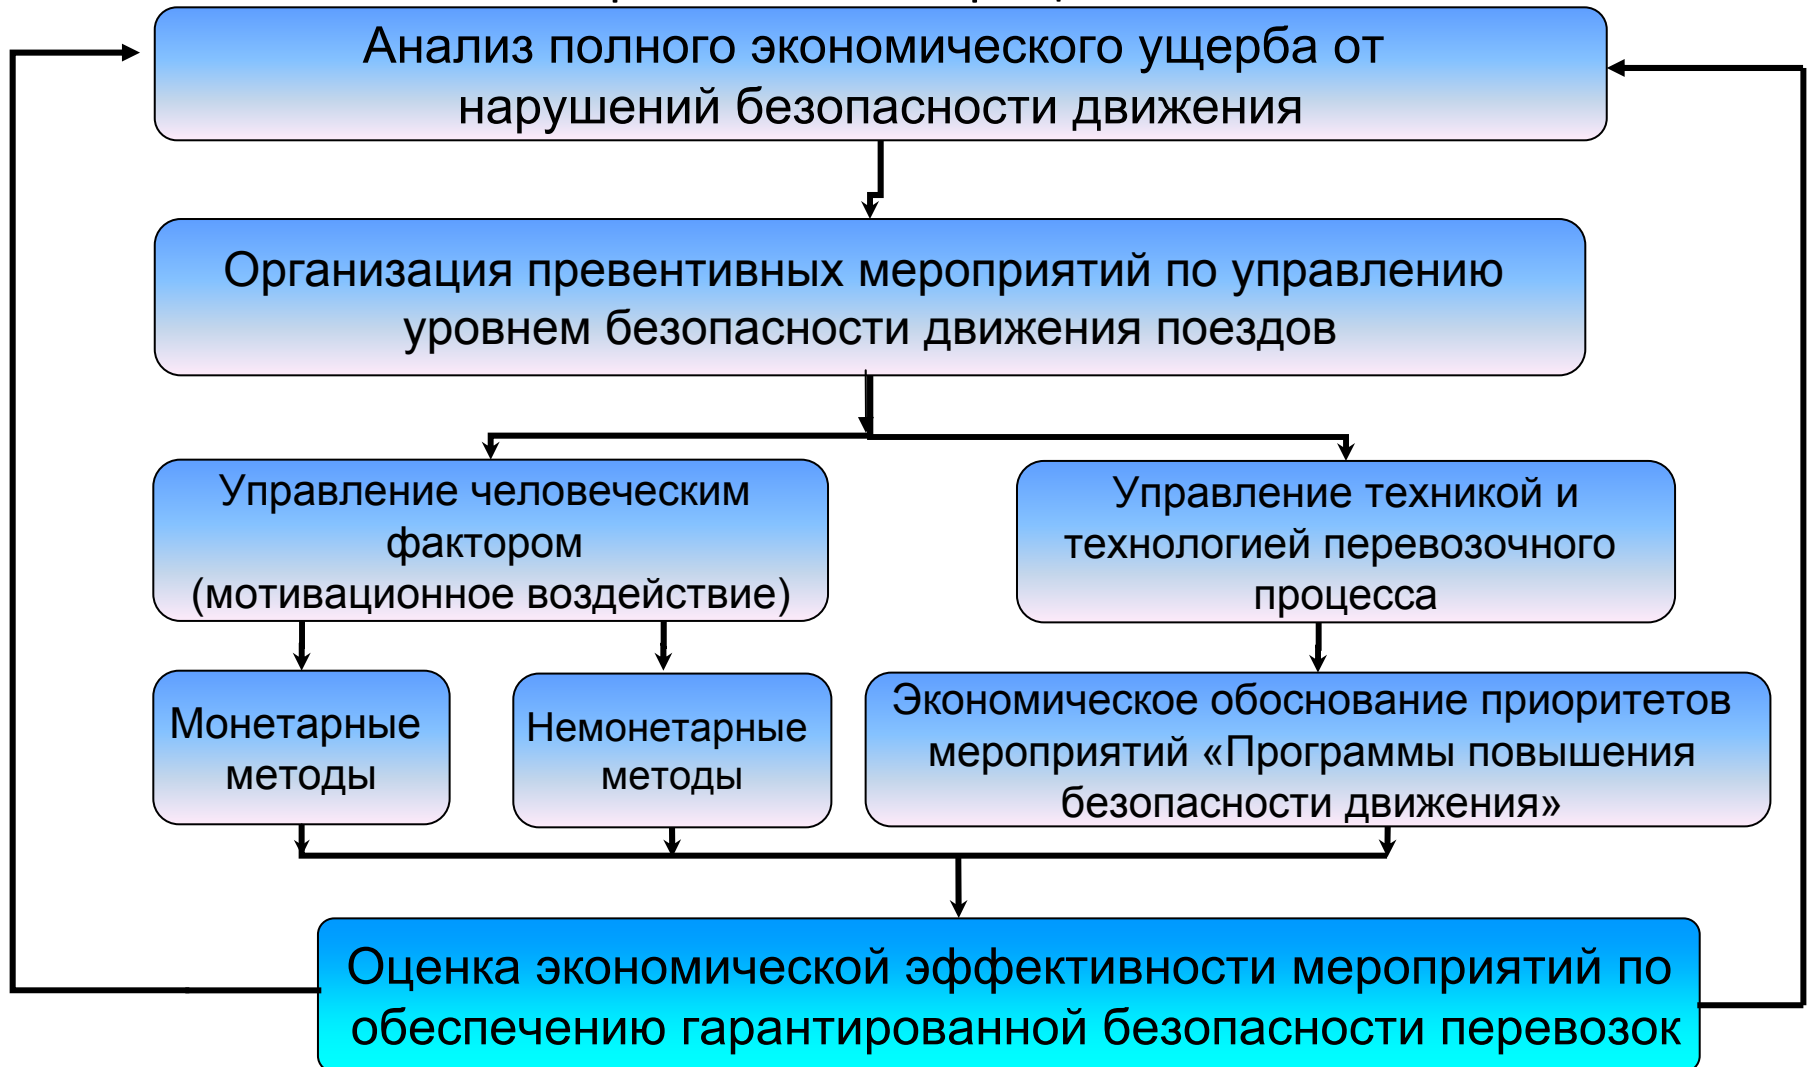 Анализ полного экономического ущерба от
нарушений безопасности движения
Организация превентивных мероприятий по управлению
уровнем безопасности движения поездов
Управление человеческим
фактором
(мотивационное воздействие)
Управление техникой и
технологией перевозочного
процесса
Монетарные
методы
Немонетарные
методы
Экономическое обоснование приоритетов
мероприятий «Программы повышения
безопасности движения»
Оценка экономической эффективности мероприятий по
обеспечению гарантированной безопасности перевозок